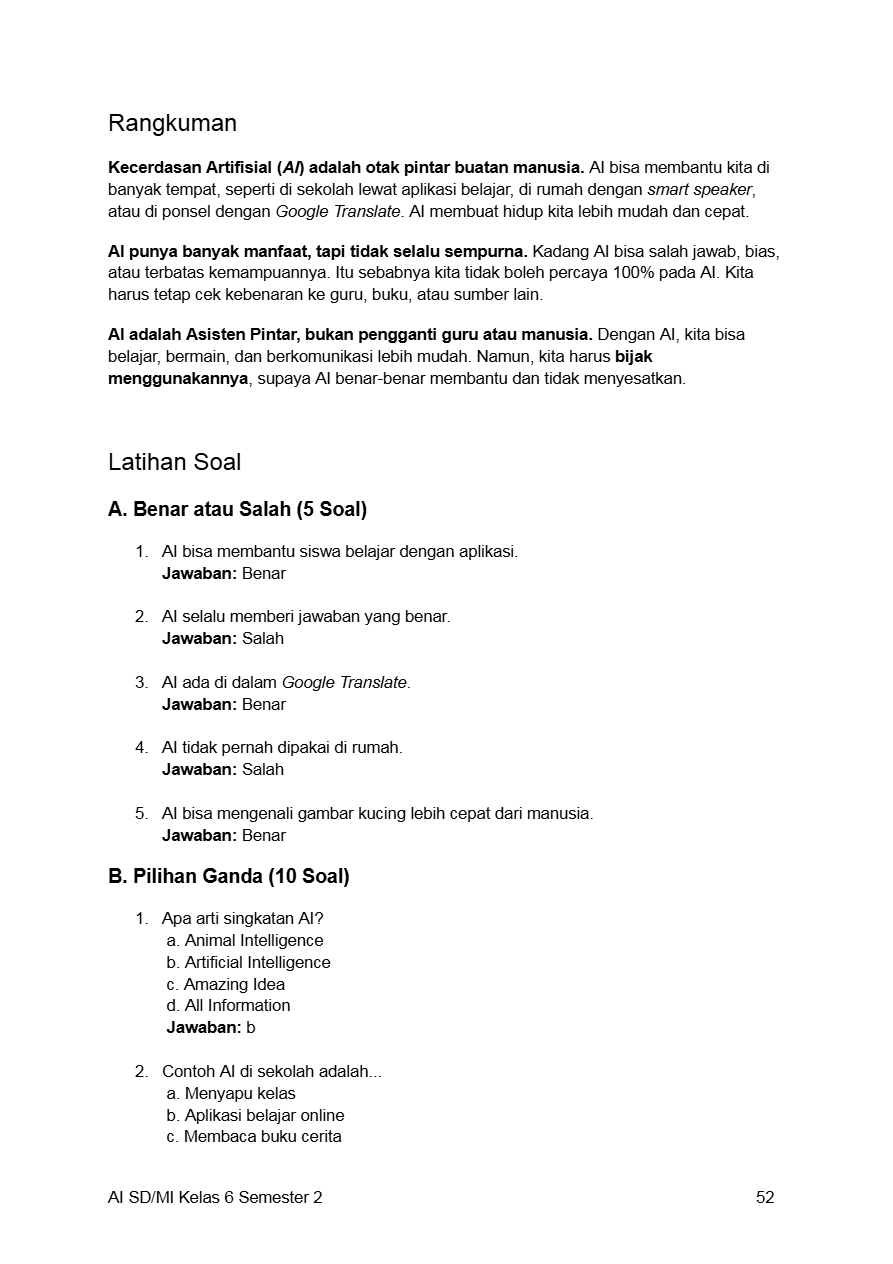 Rangkuman
Kecerdasan Artifisial (AI) adalah otak pintar buatan manusia. AI bisa membantu kita di
banyak tempat, seperti di sekolah lewat aplikasi belajar, di rumah dengan smart speaker,
atau di ponsel dengan Google Translate. AI membuat hidup kita lebih mudah dan cepat.
AI punya banyak manfaat, tapi tidak selalu sempurna. Kadang AI bisa salah jawab, bias,
atau terbatas kemampuannya. Itu sebabnya kita tidak boleh percaya 100% pada AI. Kita
harus tetap cek kebenaran ke guru, buku, atau sumber lain.
AI adalah Asisten Pintar, bukan pengganti guru atau manusia. Dengan AI, kita bisa
belajar, bermain, dan berkomunikasi lebih mudah. Namun, kita harus bijak
menggunakannya, supaya AI benar-benar membantu dan tidak menyesatkan.
Latihan Soal
A. Benar atau Salah (5 Soal)
1. AI bisa membantu siswa belajar dengan aplikasi.
Jawaban: Benar
2. AI selalu memberi jawaban yang benar.
Jawaban: Salah
3. AI ada di dalam Google Translate.
Jawaban: Benar
4. AI tidak pernah dipakai di rumah.
Jawaban: Salah
5. AI bisa mengenali gambar kucing lebih cepat dari manusia.
Jawaban: Benar
B. Pilihan Ganda (10 Soal)
1. Apa arti singkatan AI?
a. Animal Intelligence
b. Artificial Intelligence
c. Amazing Idea
d. All Information
Jawaban: b
2. Contoh AI di sekolah adalah...
a. Menyapu kelas
b. Aplikasi belajar online
c. Membaca buku cerita
AI SD/MI Kelas 6 Semester 2 52